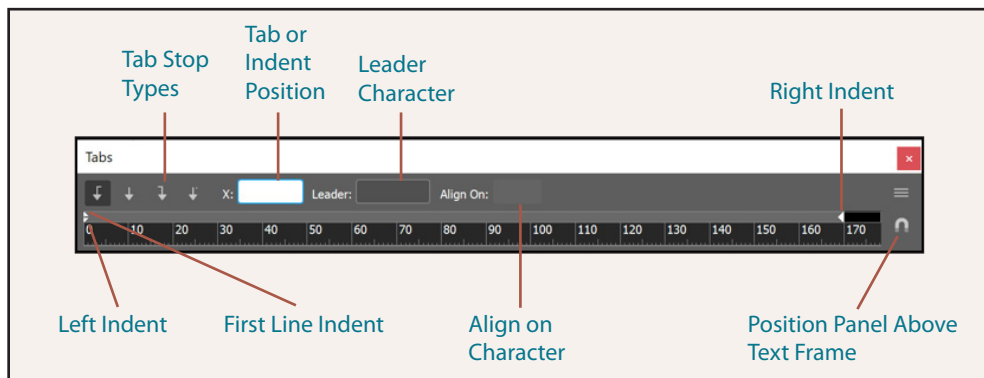 Tab or
Indent
Position
Tab Stop
Types
Leader
Character
Right Indent
Tabs
X:
Leader:
Align On:
0 10 20 30 40 50 60 70 80 90 100 110 120 130 140 150 160 170
Left Indent
First Line Indent
Align on
Character
Position Panel Above
Text Frame